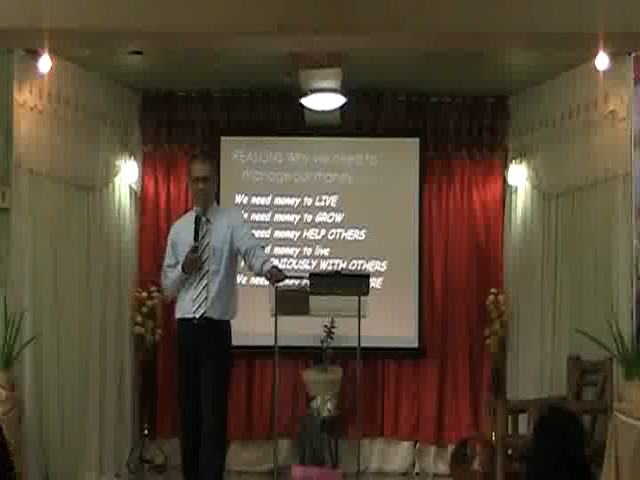 REASONS Why we need to
manage our money
We need money to LIVE
need money to GROW
need money HELP OTHERS
money to live
WITH OTHERS
We need